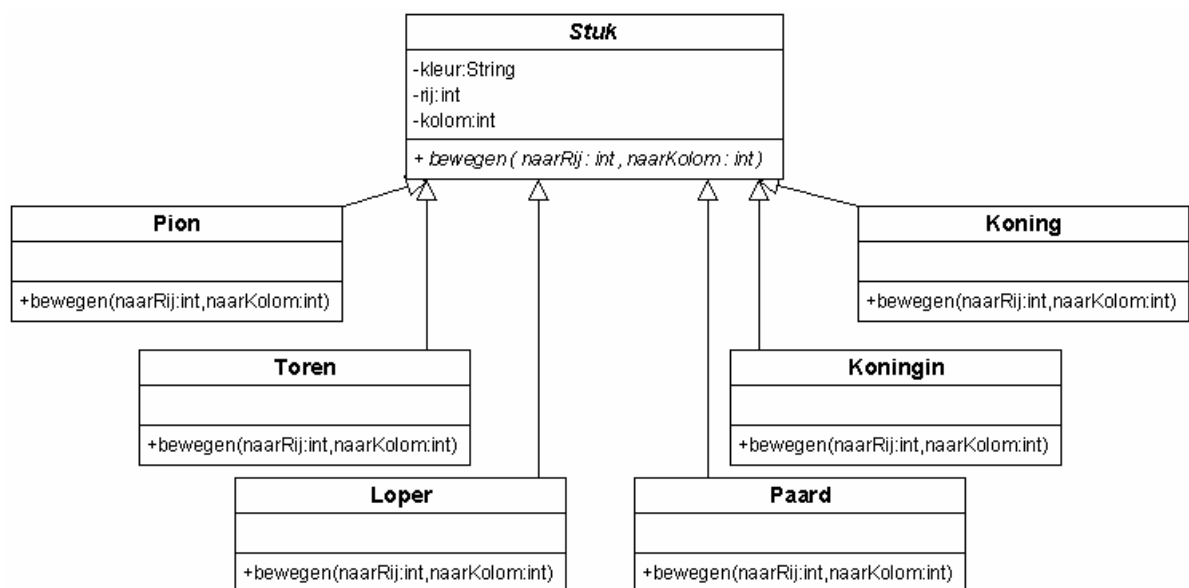 Stuk
-kleur:String
-rij:int
-kolom:int
+ bewegen ( naarRij : int , naarKolom : int )
Pion
+bewegen(naarRij:int,naarKolom:int)
Koning
+bewegen(naarRij:int,naarKolom:int)
Toren
+bewegen(naarRij:int,naarKolom:int)
Koningin
+bewegen(naarRij:int,naarKolom:int)
Loper
+bewegen(naarRij:int,naarKolom:int)
Paard
+bewegen(naarRij:int,naarKolom:int)